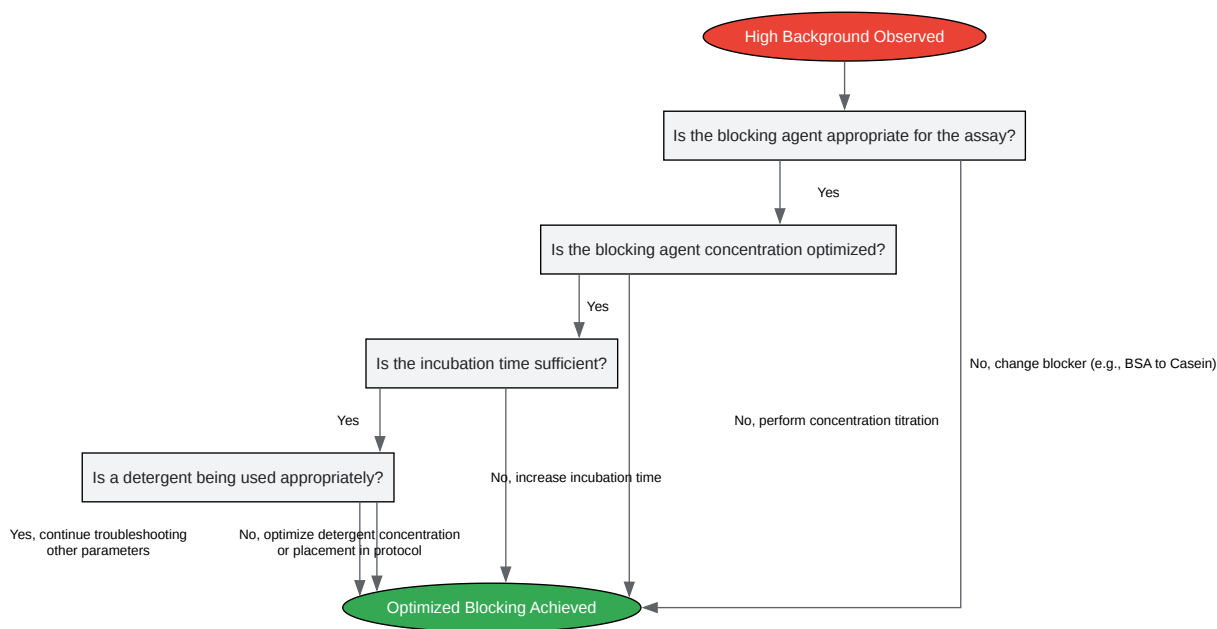 High Background Observed
Is the blocking agent appropriate for the assay?
Yes
Is the blocking agent concentration optimized?
Yes
Is the incubation time sufficient?
No, change blocker (e.g., BSA to Casein)
Yes
No, perform concentration titration
Is a detergent being used appropriately?
No, increase incubation time
Yes, continue troubleshooting
other parameters
No, optimize detergent concentration
or placement in protocol
Optimized Blocking Achieved